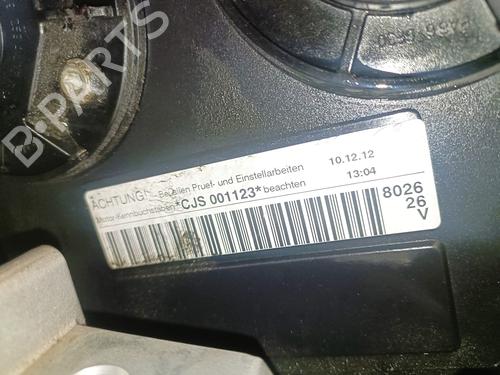 ACHTUNG! Bei allen Pruef- und Einstellarbeiten 10.12.12
Motor-Kennbuchstaben *CJS 001123* beachten 13:04
8026
26
V
B-PARTS